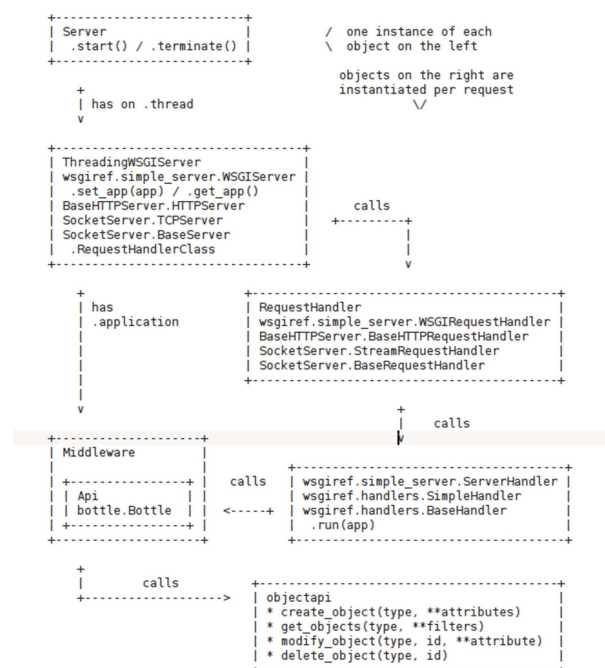 Server
.start() / .terminate()
/ one instance of each
\ object on the left
objects on the right are
instantiated per request
\/
has on .thread
v
ThreadingWSGIServer
wsgiref.simple_server.WSGIServer
.set_app(app) / .get_app()
BaseHTTPServer.HTTPServer
SocketServer.TCPServer
SocketServer.BaseServer
.RequestHandlerClass
calls
v
has
.application
v
RequestHandler
wsgiref.simple_server.WSGIRequestHandler
BaseHTTPServer.BaseHTTPRequestHandler
SocketServer.StreamRequestHandler
SocketServer.BaseRequestHandler
calls
v
Middleware
Api
bottle.Bottle
calls
wsgiref.simple_server.ServerHandler
wsgiref.handlers.SimpleHandler
wsgiref.handlers.BaseHandler
.run(app)
calls
objectapi
* create_object(type, **attributes)
* get_objects(type, **filters)
* modify_object(type, id, **attribute)
* delete_object(type, id)